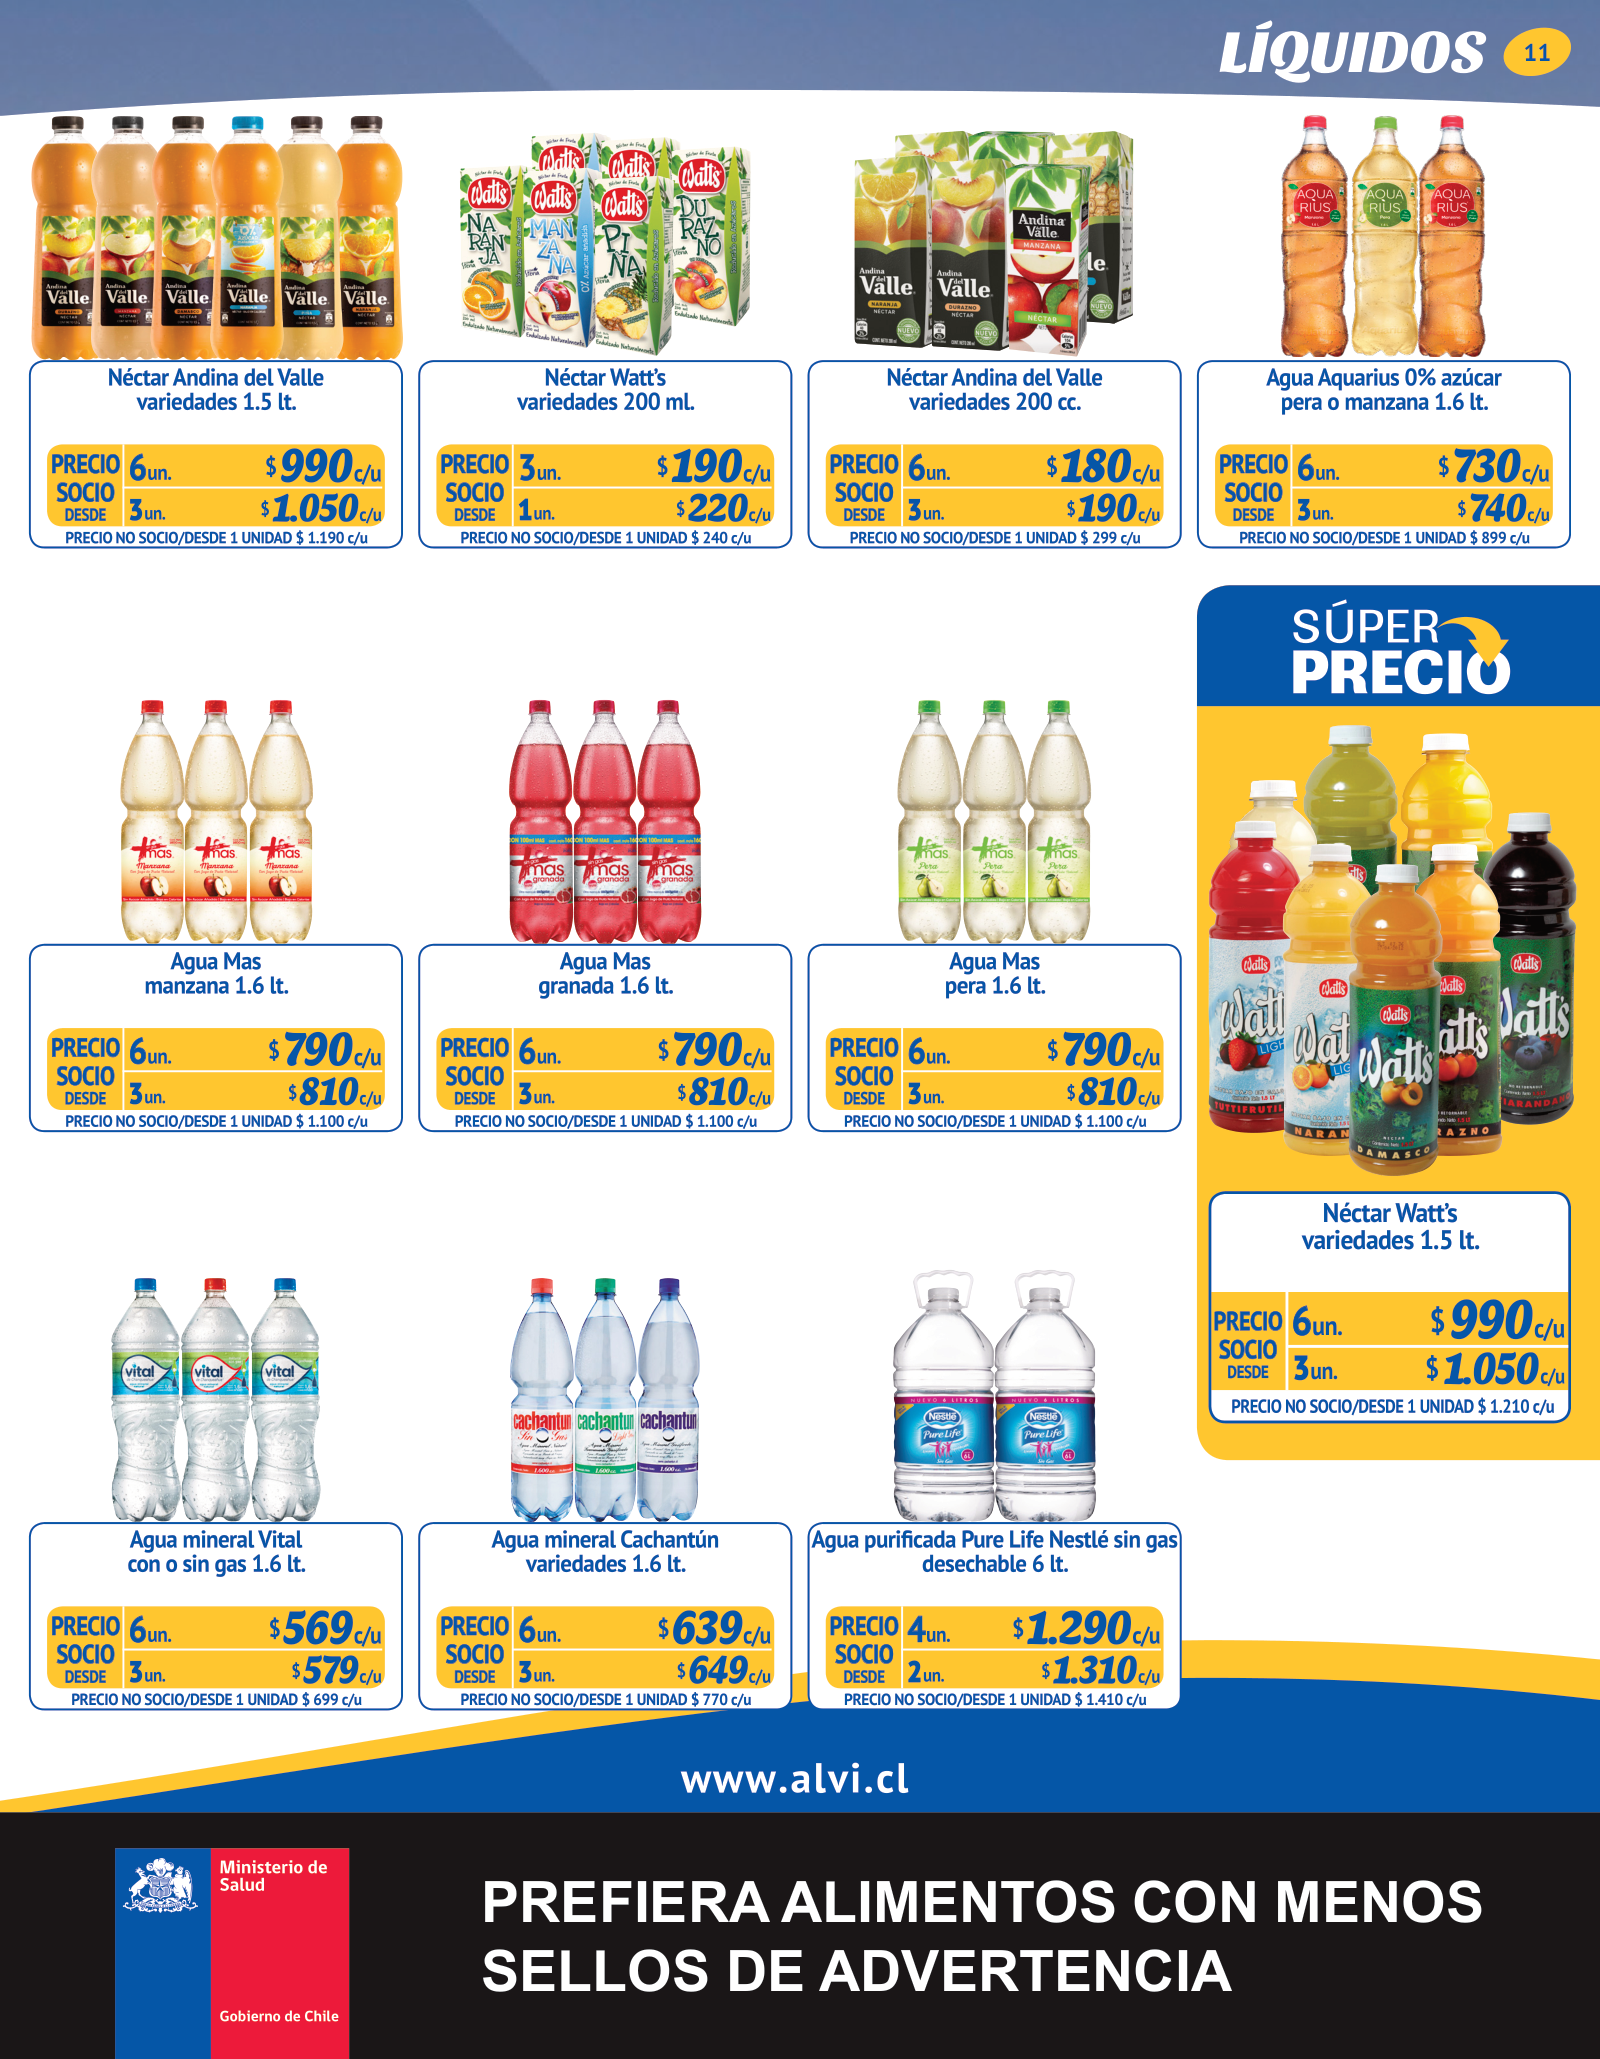 LÍQUIDOS 11
Néctar Andina del Valle
variedades 1.5 lt.
PRECIO SOCIO DESDE
6un. $990c/u
3un. $1.050c/u
PRECIO NO SOCIO/DESDE 1 UNIDAD $ 1.190 c/u
Néctar Watt's
variedades 200 ml.
PRECIO SOCIO DESDE
3un. $190c/u
1un. $220c/u
PRECIO NO SOCIO/DESDE 1 UNIDAD $ 240 c/u
Néctar Andina del Valle
variedades 200 cc.
PRECIO SOCIO DESDE
6un. $180c/u
3un. $190c/u
PRECIO NO SOCIO/DESDE 1 UNIDAD $ 299 c/u
Agua Aquarius 0% azúcar
pera o manzana 1.6 lt.
PRECIO SOCIO DESDE
6un. $730c/u
3un. $740c/u
PRECIO NO SOCIO/DESDE 1 UNIDAD $ 899 c/u
Agua Mas
manzana 1.6 lt.
PRECIO SOCIO DESDE
6un. $790c/u
3un. $810c/u
PRECIO NO SOCIO/DESDE 1 UNIDAD $ 1.100 c/u
Agua Mas
granada 1.6 lt.
PRECIO SOCIO DESDE
6un. $790c/u
3un. $810c/u
PRECIO NO SOCIO/DESDE 1 UNIDAD $ 1.100 c/u
Agua Mas
pera 1.6 lt.
PRECIO SOCIO DESDE
6un. $790c/u
3un. $810c/u
PRECIO NO SOCIO/DESDE 1 UNIDAD $ 1.100 c/u
SÚPER
PRECIO
Néctar Watt's
variedades 1.5 lt.
PRECIO SOCIO DESDE
6un. $990c/u
3un. $1.050c/u
PRECIO NO SOCIO/DESDE 1 UNIDAD $ 1.210 c/u
Agua mineral Vital
con o sin gas 1.6 lt.
PRECIO SOCIO DESDE
6un. $569c/u
3un. $579c/u
PRECIO NO SOCIO/DESDE 1 UNIDAD $ 699 c/u
Agua mineral Cachantún
variedades 1.6 lt.
PRECIO SOCIO DESDE
6un. $639c/u
3un. $649c/u
PRECIO NO SOCIO/DESDE 1 UNIDAD $ 770 c/u
Agua purificada Pure Life Nestlé sin gas
desechable 6 lt.
PRECIO SOCIO DESDE
4un. $1.290c/u
2un. $1.310c/u
PRECIO NO SOCIO/DESDE 1 UNIDAD $ 1.410 c/u
www.alvi.cl
Ministerio de
Salud
Gobierno de Chile
PREFIERA ALIMENTOS CON MENOS
SELLOS DE ADVERTENCIA